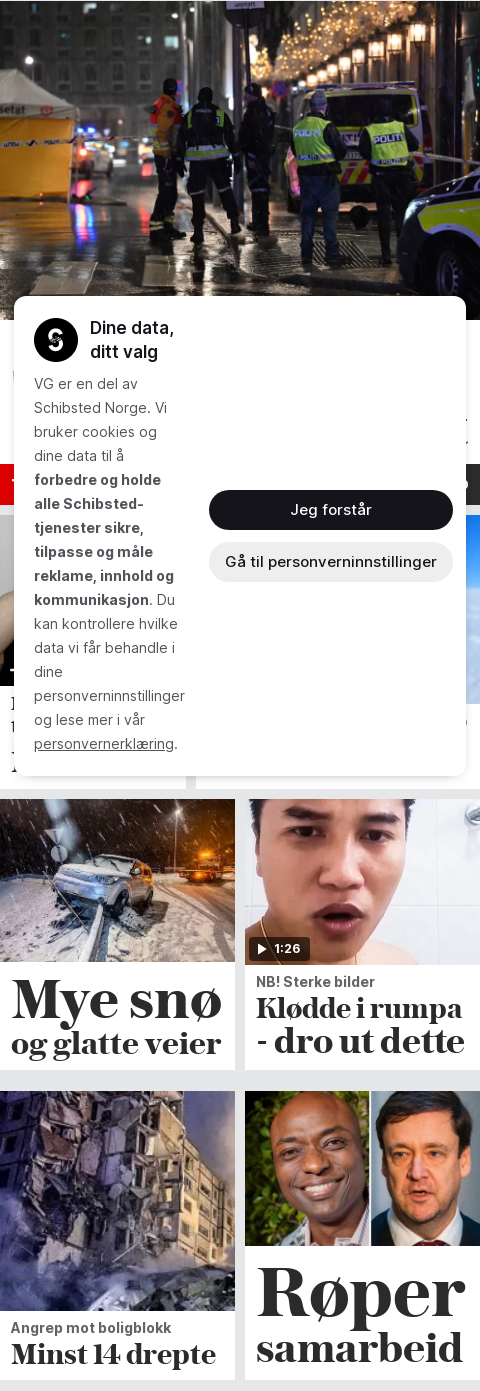 POLITI
POLITI
Dine data,
ditt valg
VG er en del av
Schibsted Norge. Vi
bruker cookies og
dine data til å
forbedre og holde
alle Schibsted-
tjenester sikre,
tilpasse og måle
reklame, innhold og
kommunikasjon. Du
kan kontrollere hvilke
data vi får behandle i
dine
personverninnstillinger
og lese mer i vår
personvernerklæring.
Jeg forstår
Gå til personverninnstillinger
Mye snø
og glatte veier
1:26
NB! Sterke bilder
Klødde i rumpa
- dro ut dette
Angrep mot boligblokk
Minst 14 drepte
Røper
samarbeid